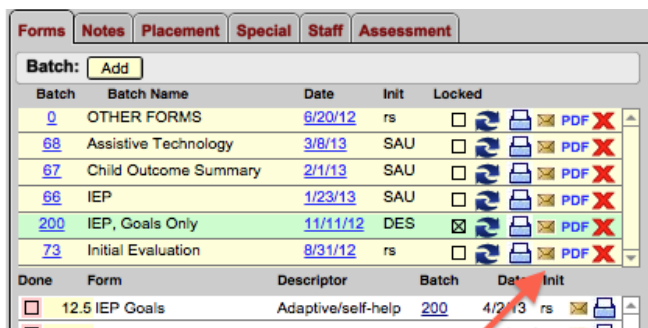 Forms Notes Placement Special Staff Assessment
Batch: Add
Batch Batch Name Date Init Locked
0 OTHER FORMS 6/20/12 rs PDF
68 Assistive Technology 3/8/13 SAU PDF
67 Child Outcome Summary 2/1/13 SAU PDF
66 IEP 1/23/13 SAU PDF
200 IEP, Goals Only 11/11/12 DES PDF
73 Initial Evaluation 8/31/12 rs PDF
Done Form Descriptor Batch Date Init
12.5 IEP Goals Adaptive/self-help 200 4/2/13 rs